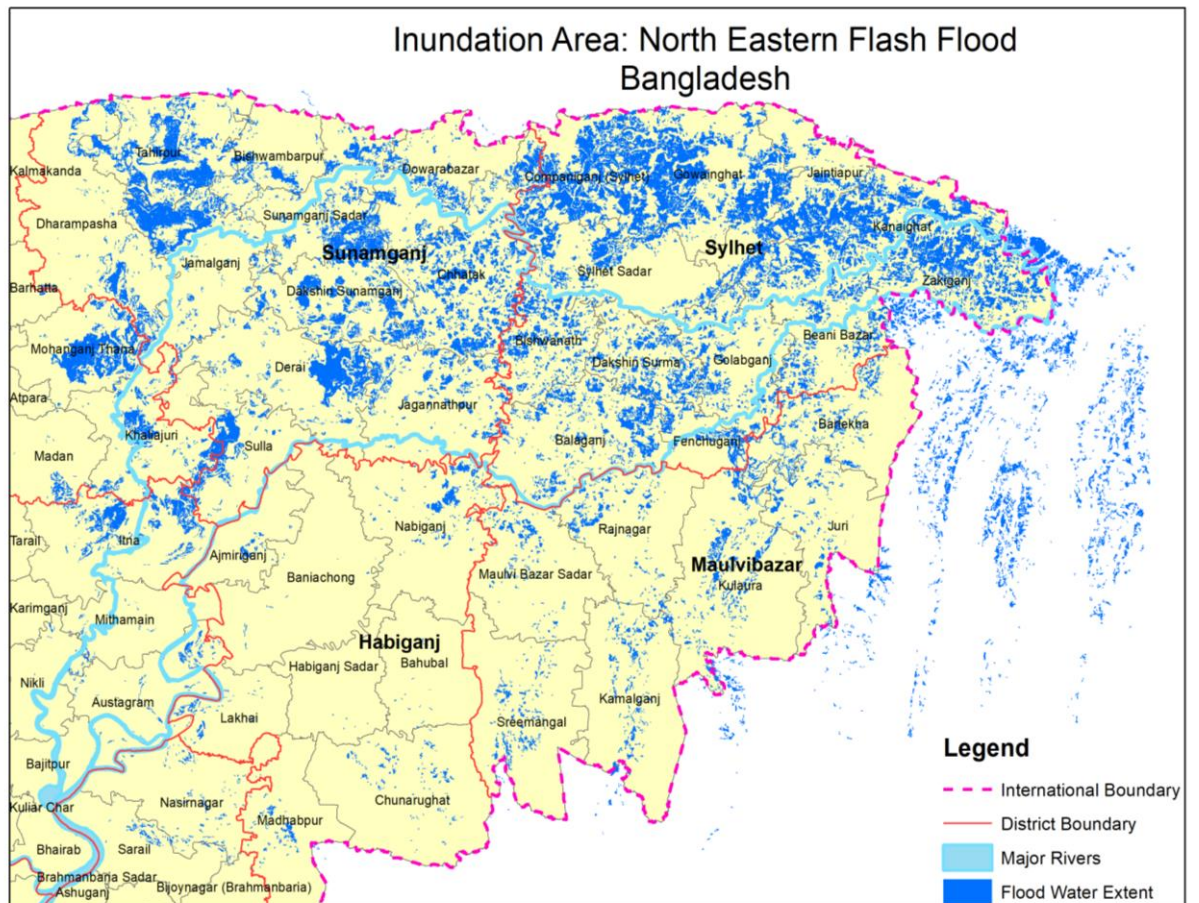 Inundation Area: North Eastern Flash Flood
Bangladesh
Tahirpur
Bishwambarpur
Dowarabazar
Kalmakanda
Companiganj (Sylhet)
Gowainghat
Jaintiapur
Dharampasha
Sunamganj Sadar
Kanaighat
Jamalganj
Sunamganj
Sylhet
Chhatak
Sylhet Sadar
Zakiganj
Barhatta
Dakshin Sunamganj
Mohanganj Thana
Bishwanath
Beani Bazar
Derai
Dakshin Surma
Golabganj
Atpara
Jagannathpur
Barlekha
Khaliajuri
Sulla
Balaganj
Fenchuganj
Madan
Nabiganj
Rajnagar
Juri
Tarail
Itna
Ajmiriganj
Baniachong
Maulvi Bazar Sadar
Maulvibazar
Kulaura
Karimganj
Mithamain
Habiganj
Habiganj Sadar
Bahubal
Nikli
Austagram
Lakhai
Kamalganj
Sreemangal
Bajitpur
Legend
International Boundary
Kuliar Char
Nasirnagar
Chunarughat
Madhabpur
District Boundary
Bhairab
Sarail
Major Rivers
Brahmanbaria Sadar
Ashuganj
Bijoynagar (Brahmanbaria)
Flood Water Extent